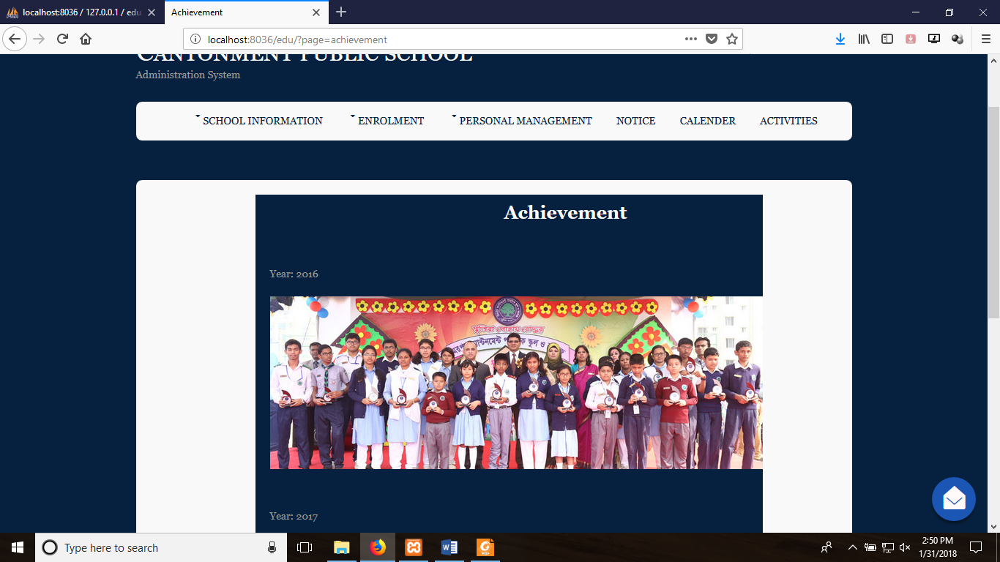 localhost:8036 / 127.0.0.1 / edu
Achievement
localhost:8036/edu/?page=achievement
CANTONMENT PUBLIC SCHOOL
Administration System
SCHOOL INFORMATION
ENROLMENT
PERSONAL MANAGEMENT
NOTICE
CALENDER
ACTIVITIES
Achievement
Year: 2016
Year: 2017
Type here to search
2:50 PM
1/31/2018